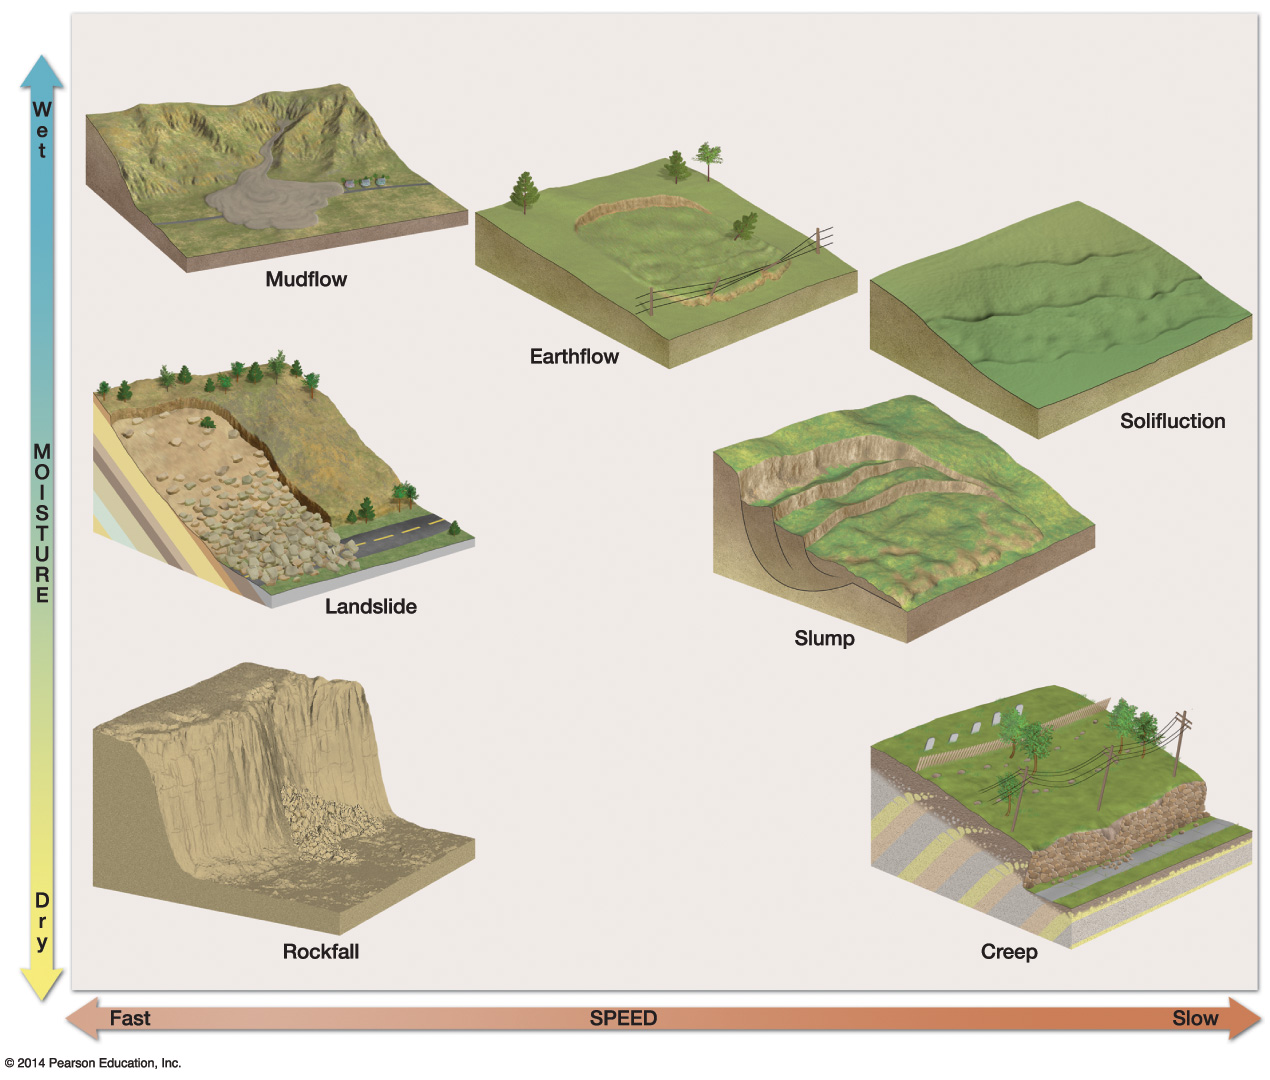 Wet
MOISTURE
Dry
Mudflow
Earthflow
Solifluction
Landslide
Slump
Rockfall
Creep
Fast
SPEED
Slow
© 2014 Pearson Education, Inc.